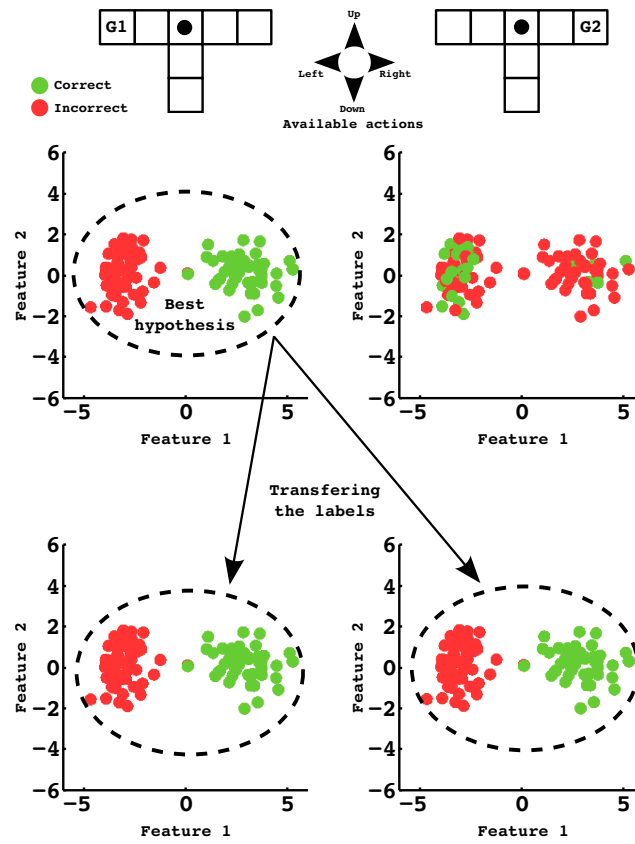 G1
G2
Up
Left
Right
Down
Available actions
Correct
Incorrect
6
4
2
0
−2
−4
−6
−5
0
5
Feature 2
Feature 1
Best
hypothesis
6
4
2
0
−2
−4
−6
−5
0
5
Feature 2
Feature 1
Transfering
the labels
6
4
2
0
−2
−4
−6
−5
0
5
Feature 2
Feature 1
6
4
2
0
−2
−4
−6
−5
0
5
Feature 2
Feature 1